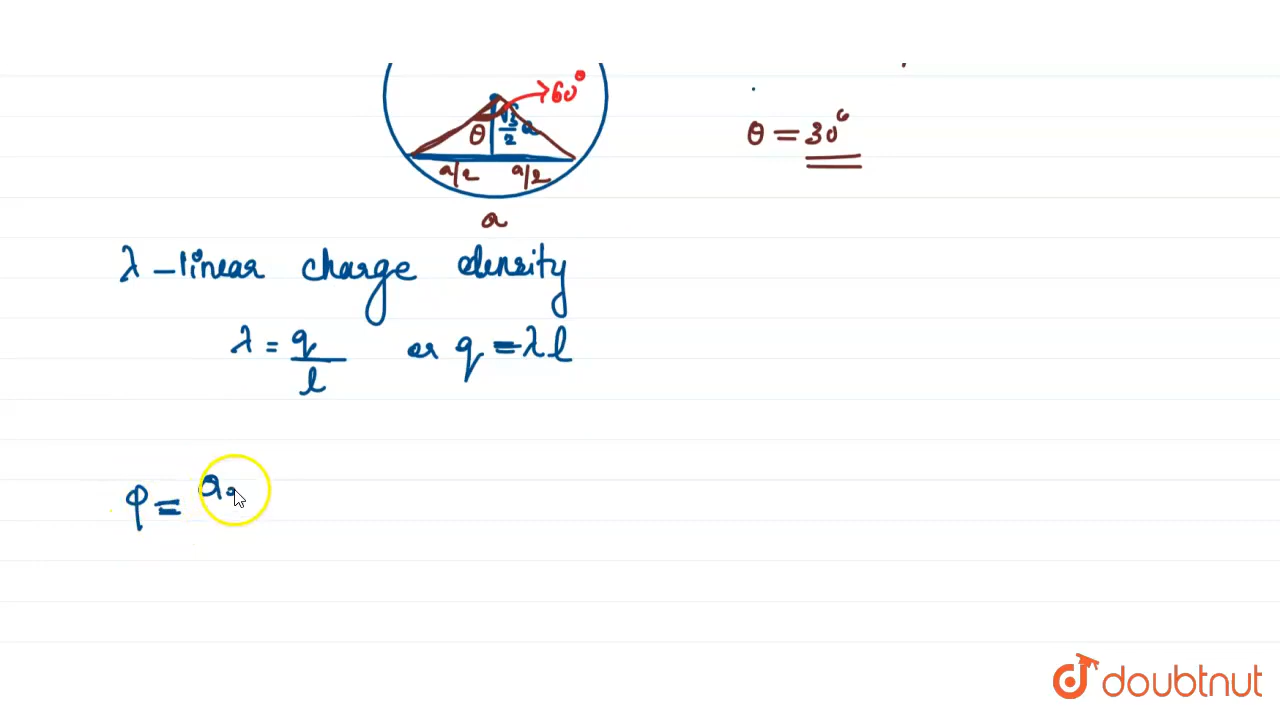 60°
θ
√3/2 a
θ = 30°
a/2 a/2
a
λ - linear charge density
λ = q/l or q = λl
φ = q
doubtnut